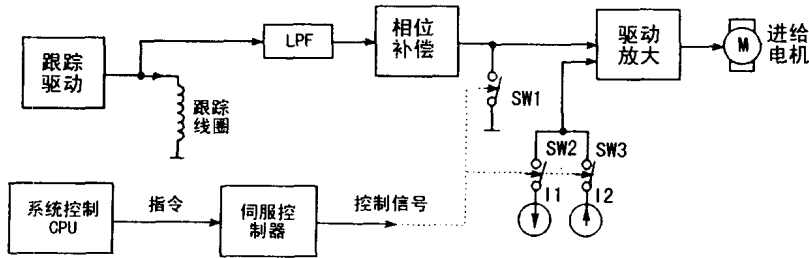 跟踪
驱动
LPF
相位
补偿
驱动
放大
M
进给
电机
跟踪
线圈
SW1
SW2
SW3
I1
I2
系统控制
CPU
指令
伺服控
制器
控制信号